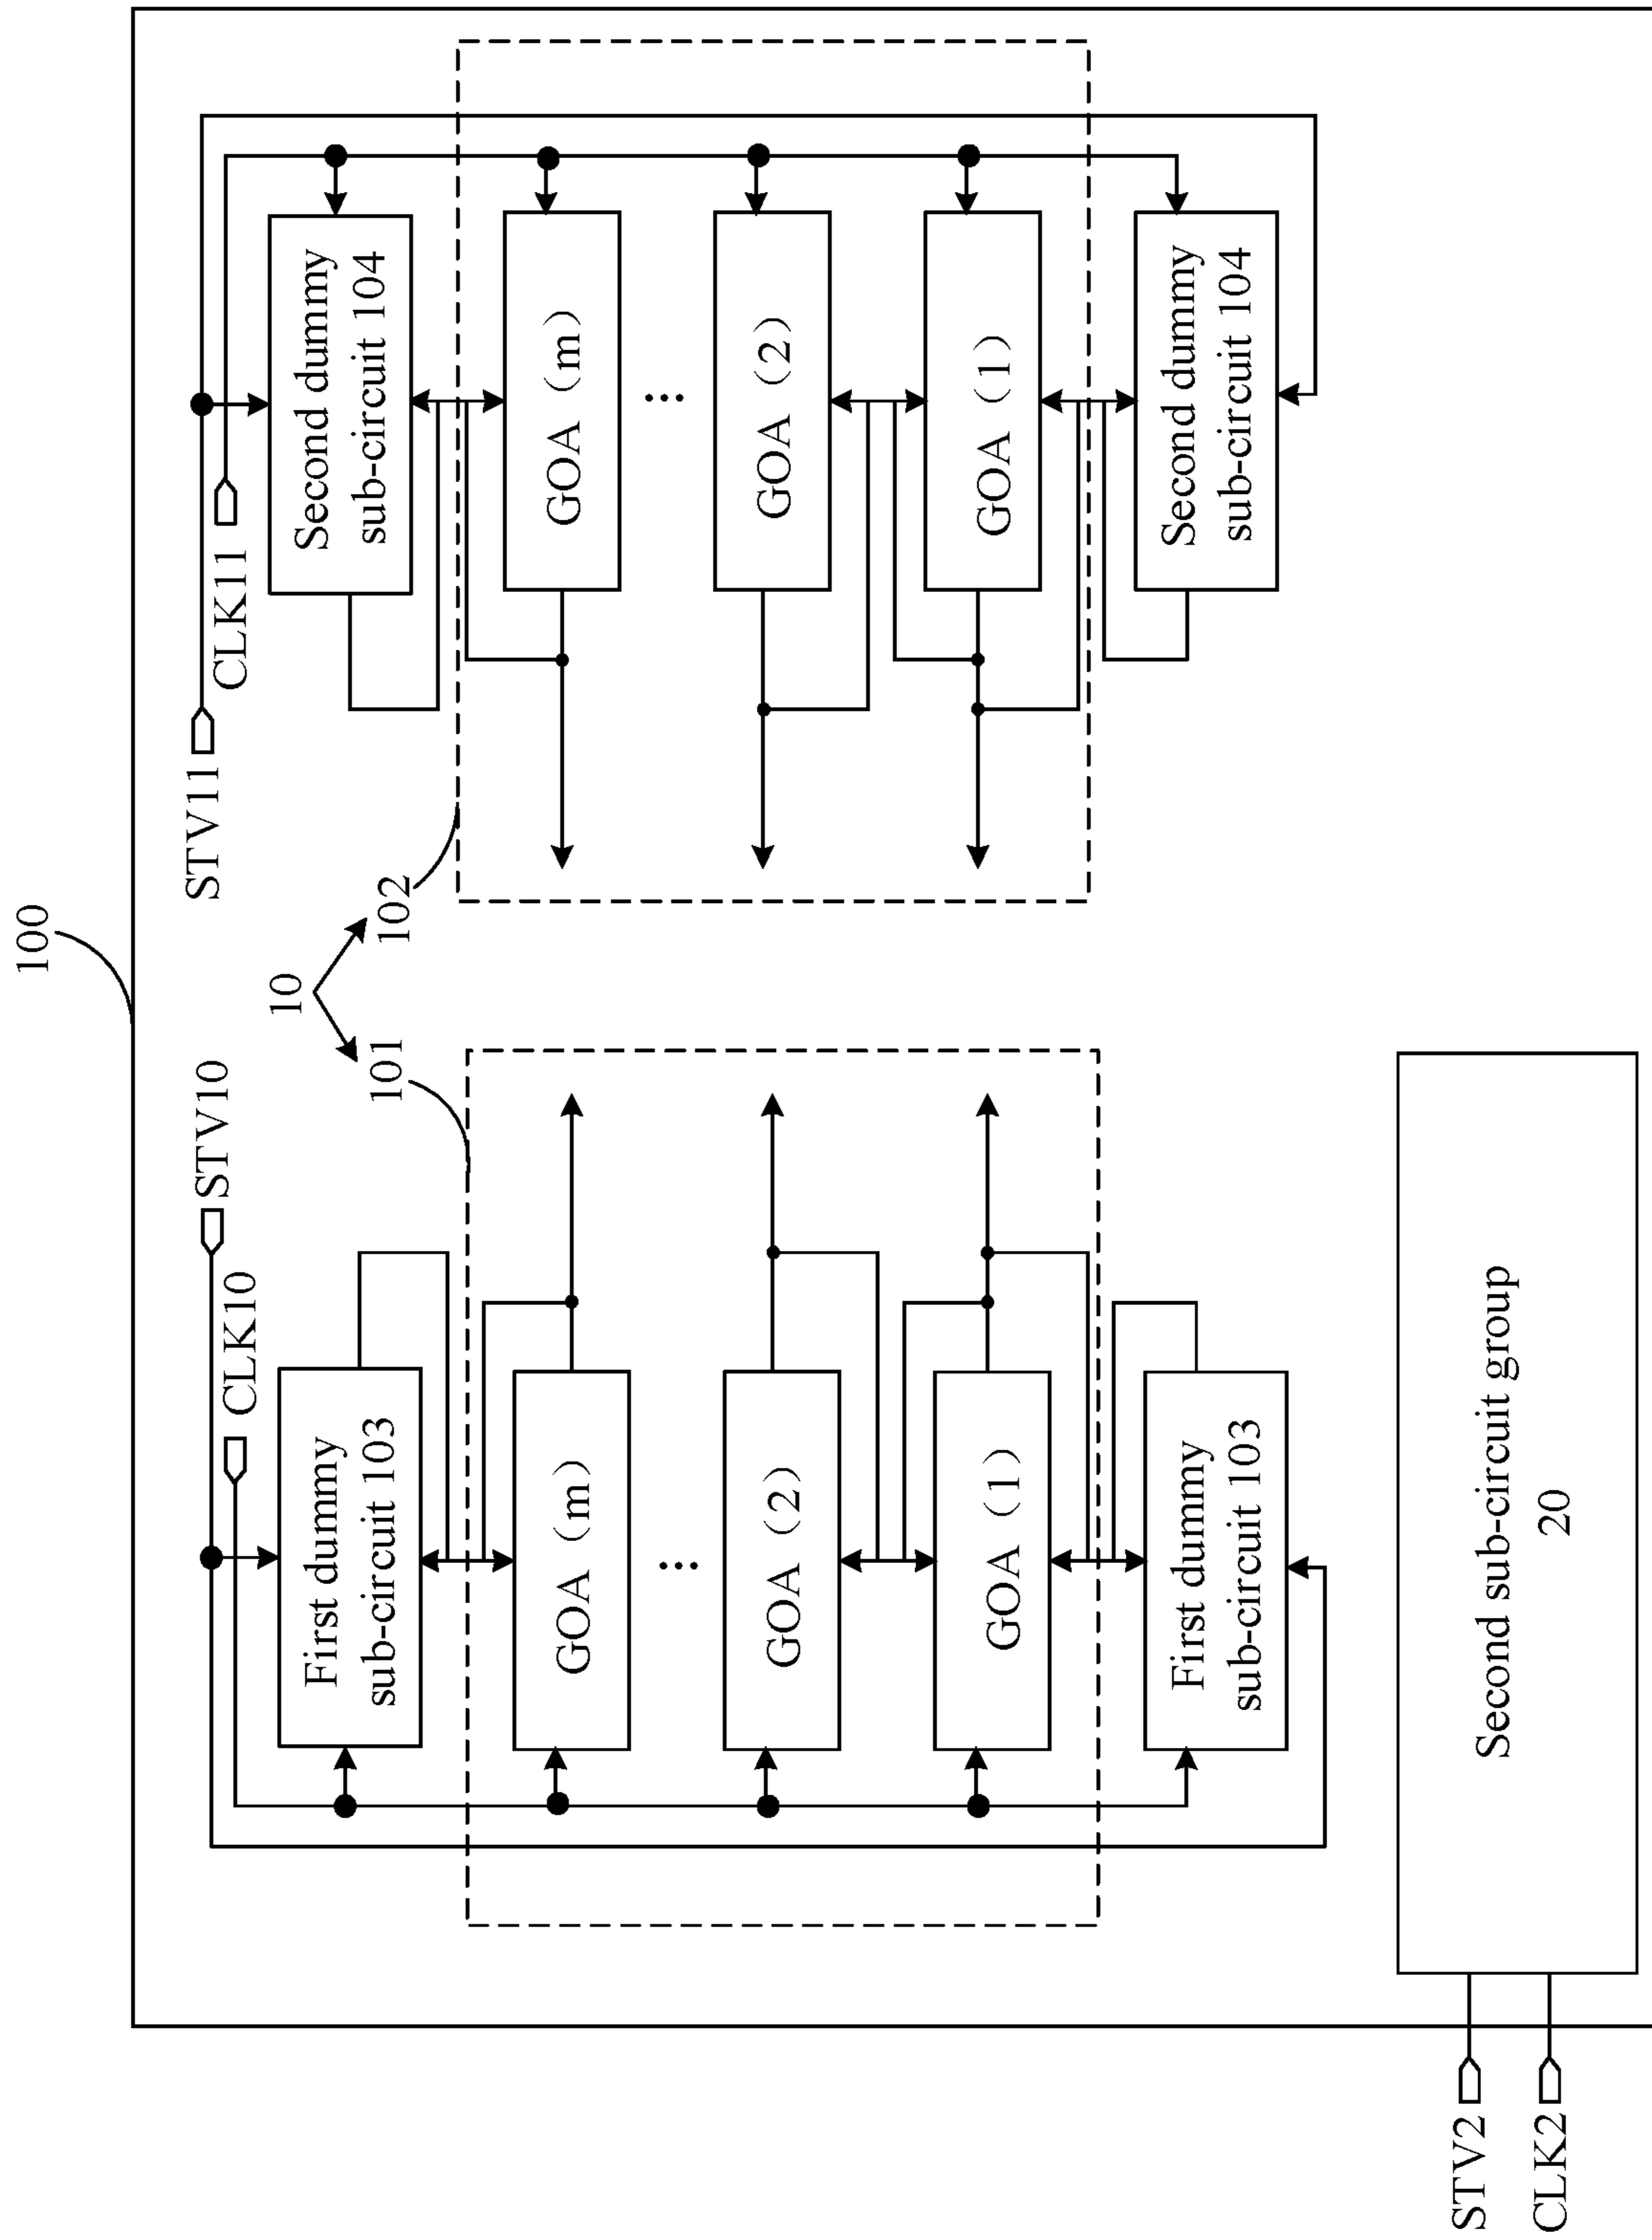 100
STV10
STV11
CLK10
CLK11
10
101
102
First dummy
sub-circuit 103
Second dummy
sub-circuit 104
GOA (m)
GOA (m)
...
...
GOA (2)
GOA (2)
GOA (1)
GOA (1)
First dummy
sub-circuit 103
Second dummy
sub-circuit 104
STV2
CLK2
Second sub-circuit group
20